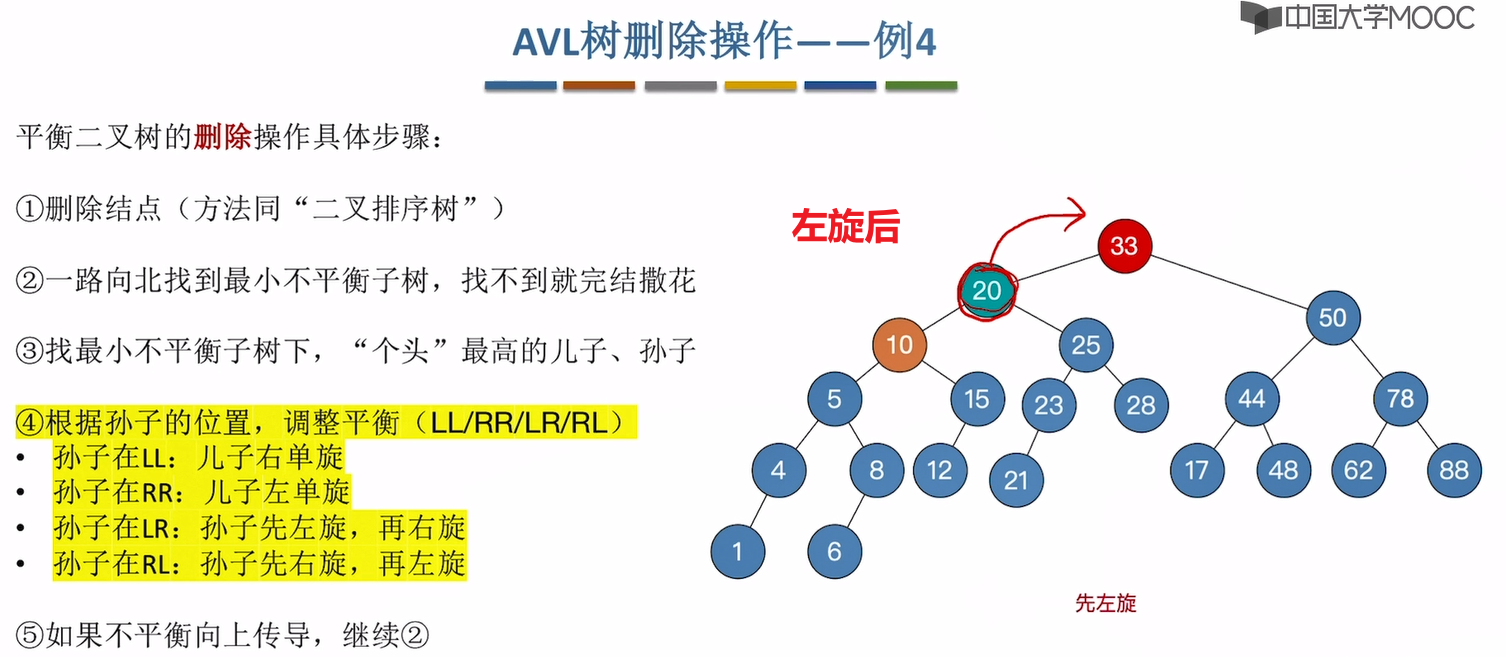 中国大学MOOC
AVL树删除操作——例4
平衡二叉树的删除操作具体步骤：
①删除结点（方法同“二叉排序树”）
②一路向北找到最小不平衡子树，找不到就完结撒花
③找最小不平衡子树下，“个头”最高的儿子、孙子
④根据孙子的位置，调整平衡（LL/RR/LR/RL）
• 孙子在LL：儿子右单旋
• 孙子在RR：儿子左单旋
• 孙子在LR：孙子先左旋，再右旋
• 孙子在RL：孙子先右旋，再左旋
⑤如果不平衡向上传导，继续②
左旋后
33
20
50
10
25
5
15
23
28
44
78
4
8
12
21
17
48
62
88
1
6
先左旋